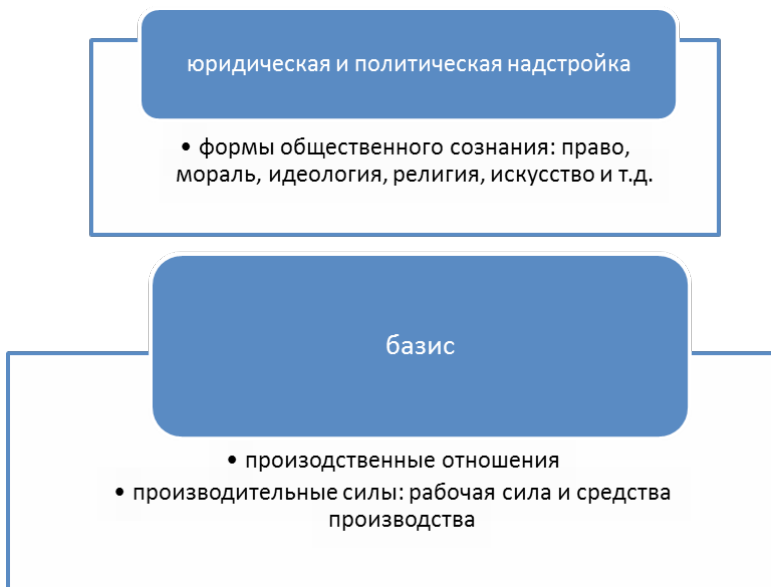 юридическая и политическая надстройка
• формы общественного сознания: право,
мораль, идеология, религия, искусство и т.д.
базис
• произодственные отношения
• производительные силы: рабочая сила и средства
производства